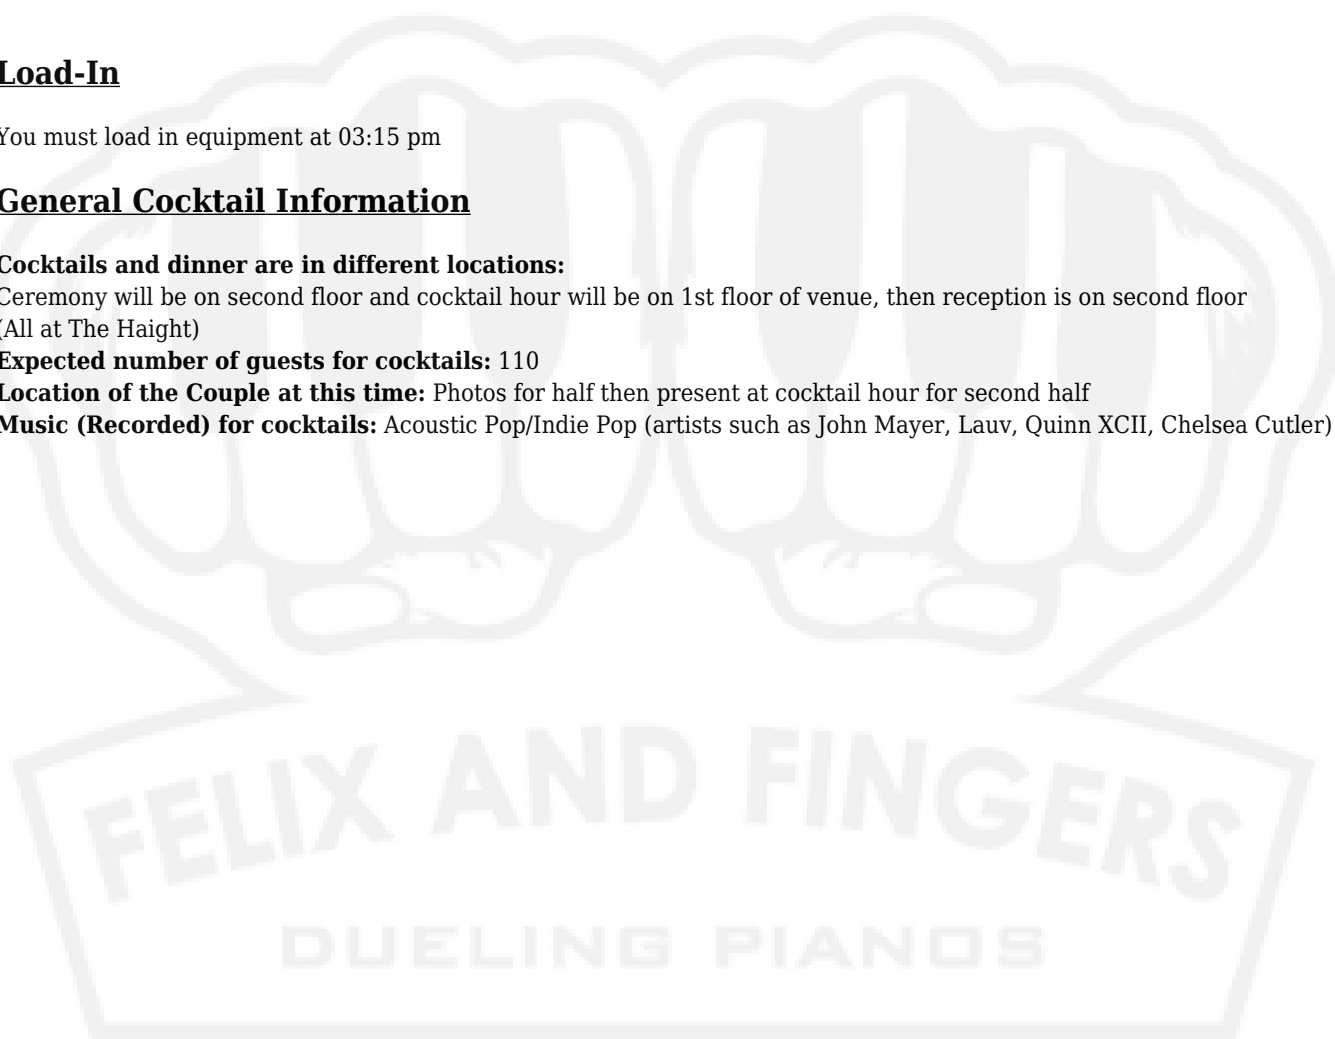 Load-In
You must load in equipment at 03:15 pm
General Cocktail Information
Cocktails and dinner are in different locations:
Ceremony will be on second floor and cocktail hour will be on 1st floor of venue, then reception is on second floor
(All at The Haight)
Expected number of guests for cocktails: 110
Location of the Couple at this time: Photos for half then present at cocktail hour for second half
Music (Recorded) for cocktails: Acoustic Pop/Indie Pop (artists such as John Mayer, Lauv, Quinn XCII, Chelsea Cutler)
FELIX AND FINGERS
DUELING PIANOS